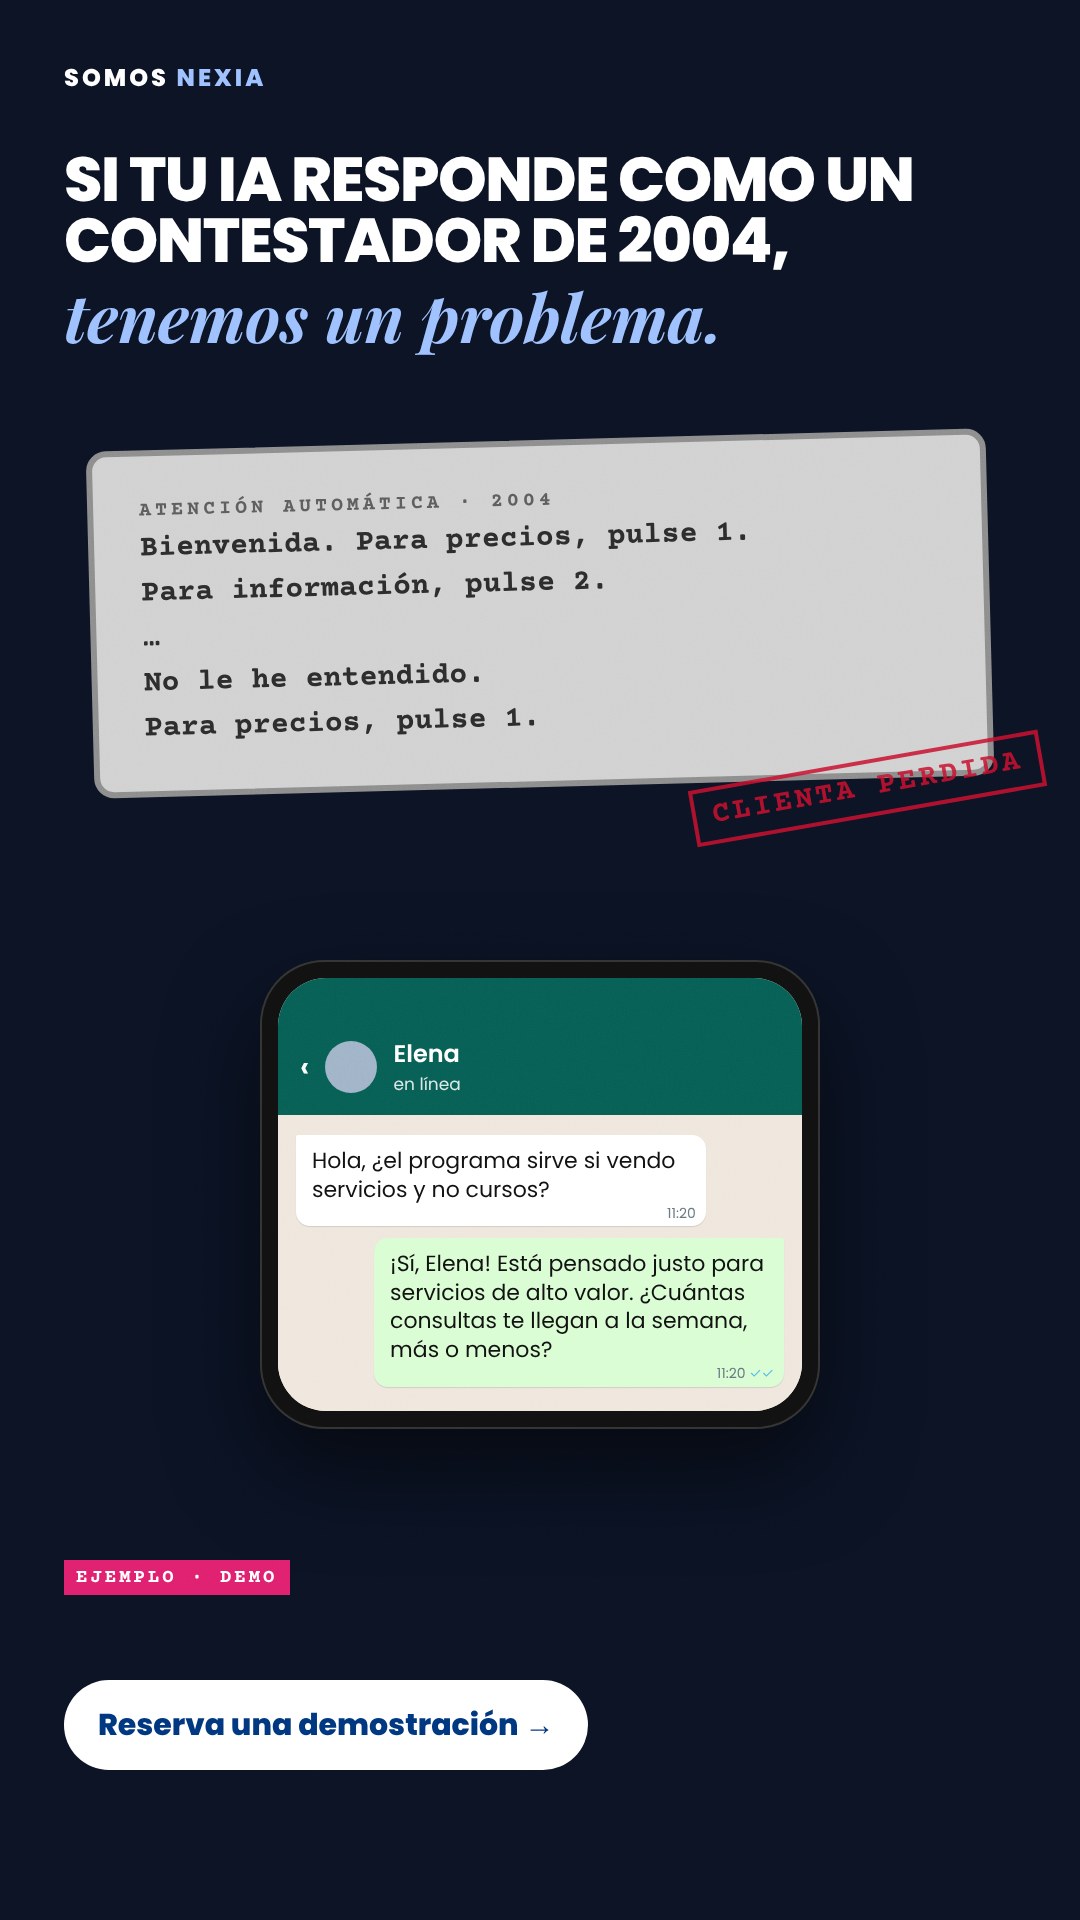 SOMOS NEXIA
SI TU IA RESPONDE COMO UN
CONTESTADOR DE 2004,
tenemos un problema.
ATENCIÓN AUTOMÁTICA · 2004
Bienvenida. Para precios, pulse 1.
Para información, pulse 2.
…
No le he entendido.
Para precios, pulse 1.
CLIENTA PERDIDA
‹
Elena
en línea
Hola, ¿el programa sirve si vendo
servicios y no cursos?
11:20
¡Sí, Elena! Está pensado justo para
servicios de alto valor. ¿Cuántas
consultas te llegan a la semana,
más o menos?
11:20 ✓✓
EJEMPLO · DEMO
Reserva una demostración →